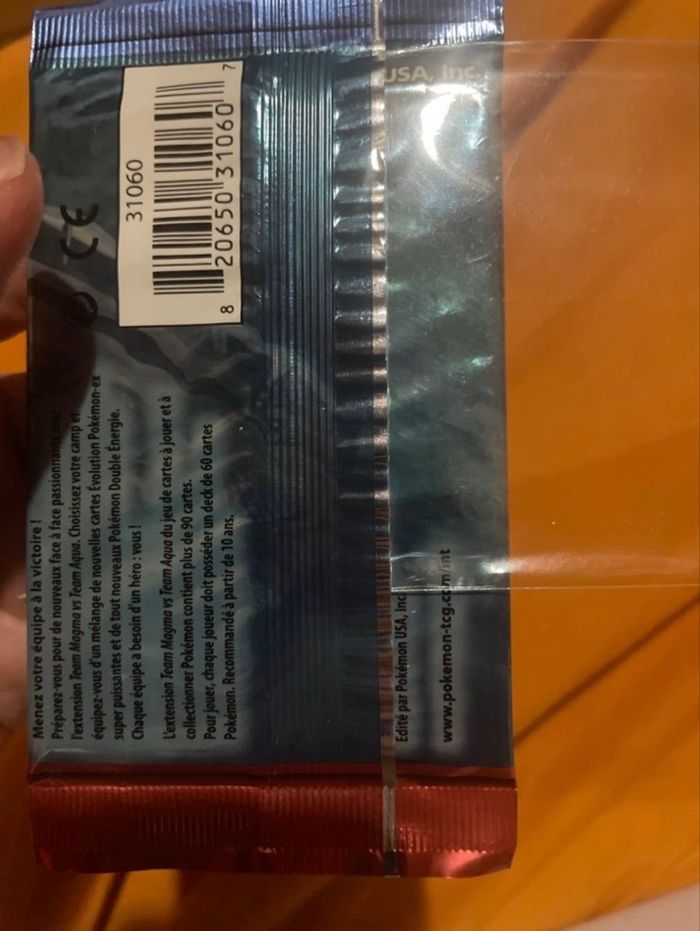 Menez votre équipe à la victoire !
Préparez-vous pour de nouveaux face à face passionnants avec
l'extension Team Magma vs Team Aqua. Choisissez votre camp et
équipez-vous d'un mélange de nouvelles cartes Évolution Pokémon-ex
super puissantes et de tout nouveaux Pokémon Double Énergie.
Chaque équipe a besoin d'un héro : vous !
L'extension Team Magma vs Team Aqua du jeu de cartes à jouer et à
collectionner Pokémon contient plus de 90 cartes.
Pour jouer, chaque joueur doit posséder un deck de 60 cartes
Pokémon. Recommandé à partir de 10 ans.
CE
31060
8 20650 31060 7
Edité par Pokémon USA, Inc.
www.pokemon-tcg.com/int
USA, Inc.